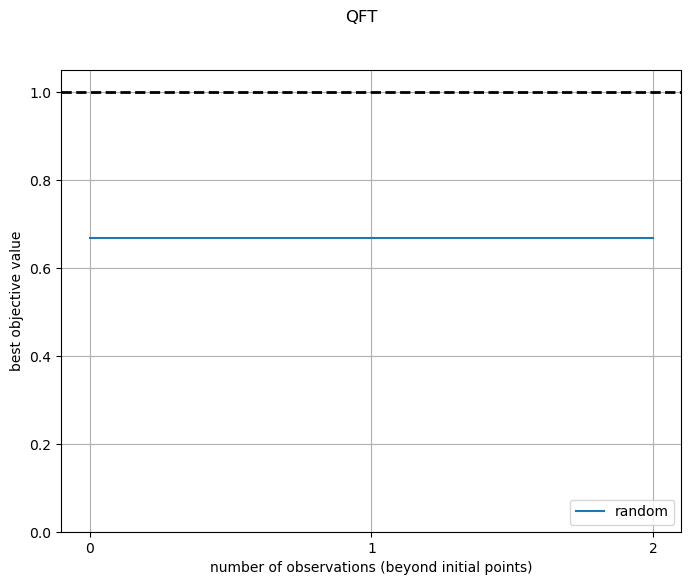 QFT
1.0
0.8
0.6
0.4
0.2
0.0
best objective value
0 1 2
number of observations (beyond initial points)
random